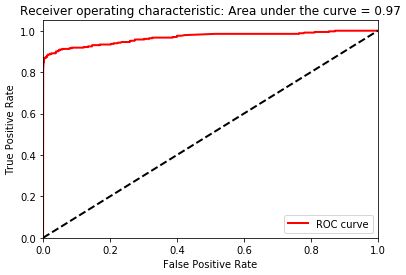 Receiver operating characteristic: Area under the curve = 0.97
1.0
0.8
0.6
0.4
0.2
0.0
True Positive Rate
0.0 0.2 0.4 0.6 0.8 1.0
False Positive Rate
ROC curve